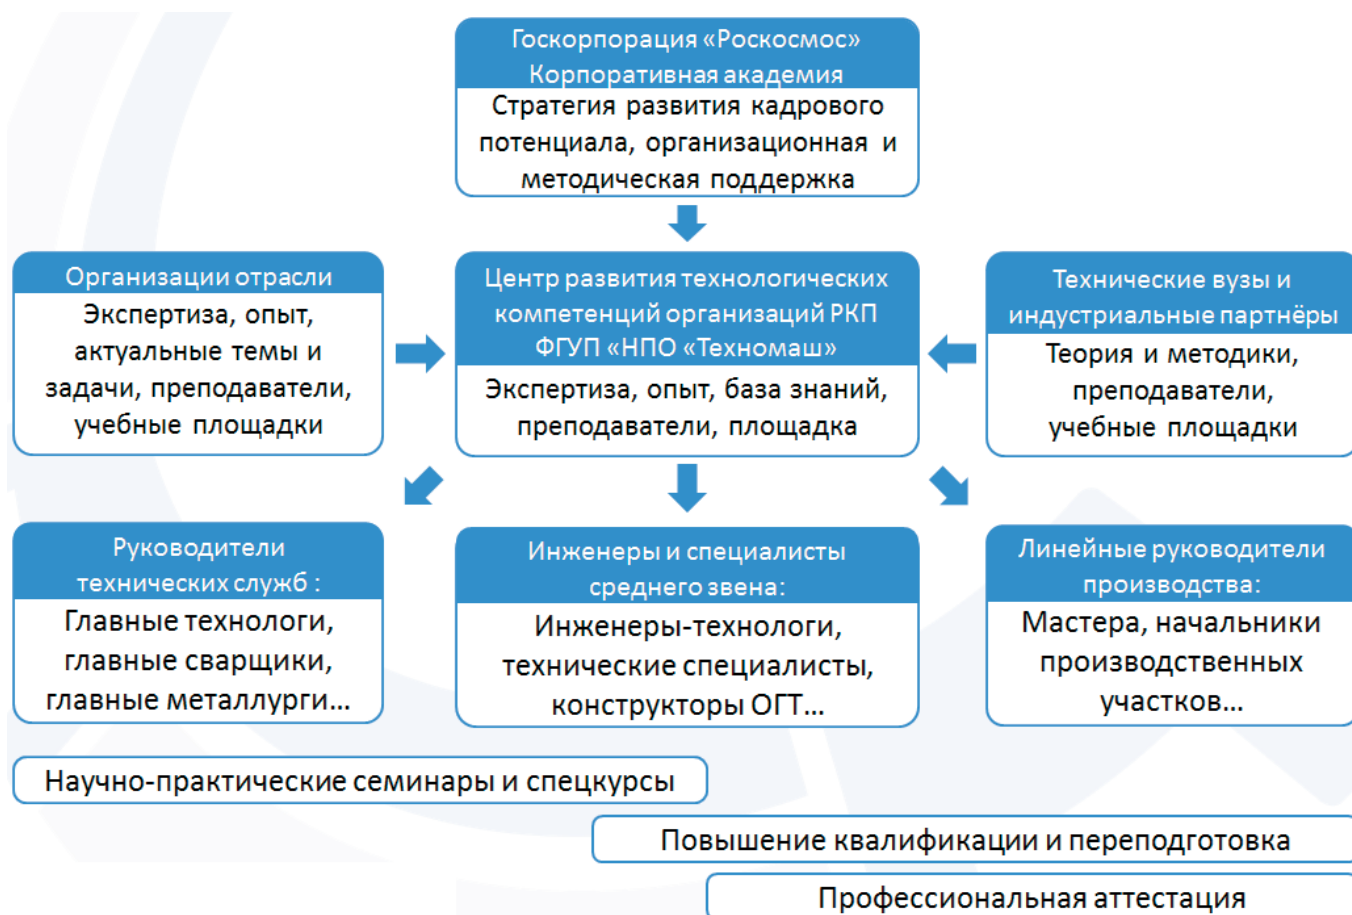 Госкорпорация «Роскосмос»
Корпоративная академия
Стратегия развития кадрового
потенциала, организационная и
методическая поддержка
Организации отрасли
Экспертиза, опыт,
актуальные темы и
задачи, преподаватели,
учебные площадки
Центр развития технологических
компетенций организаций РКП
ФГУП «НПО «Техномаш»
Экспертиза, опыт, база знаний,
преподаватели, площадка
Технические вузы и
индустриальные партнёры
Теория и методики,
преподаватели,
учебные площадки
Руководители
технических служб :
Главные технологи,
главные сварщики,
главные металлурги...
Инженеры и специалисты
среднего звена:
Инженеры-технологи,
технические специалисты,
конструкторы ОГТ...
Линейные руководители
производства:
Мастера, начальники
производственных
участков...
Научно-практические семинары и спецкурсы
Повышение квалификации и переподготовка
Профессиональная аттестация